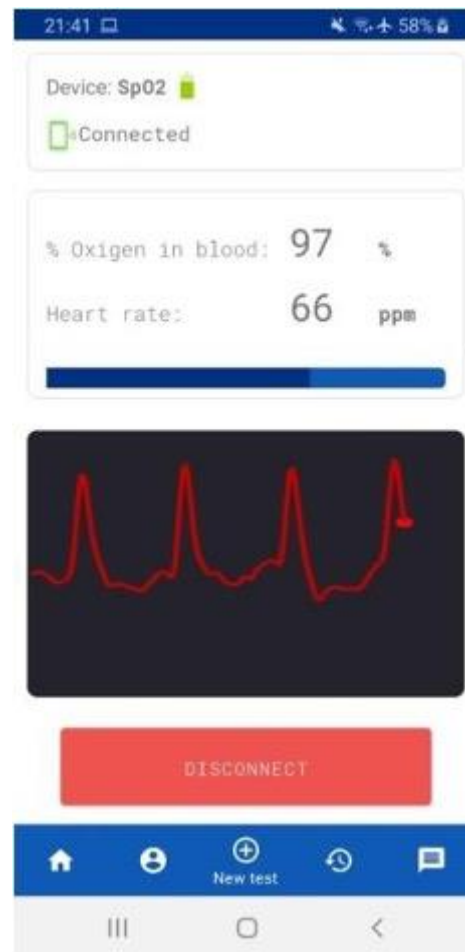 21:41 58%
Device: Sp02
Connected
% Oxigen in blood: 97 %
Heart rate: 66 ppm
DISCONNECT
New test